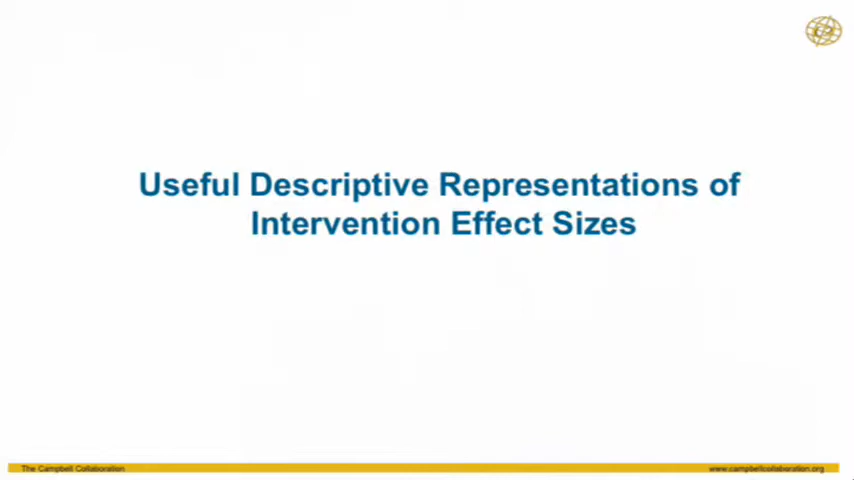 Useful Descriptive Representations of
Intervention Effect Sizes
The Campbell Collaboration
www.campbellcollaboration.org